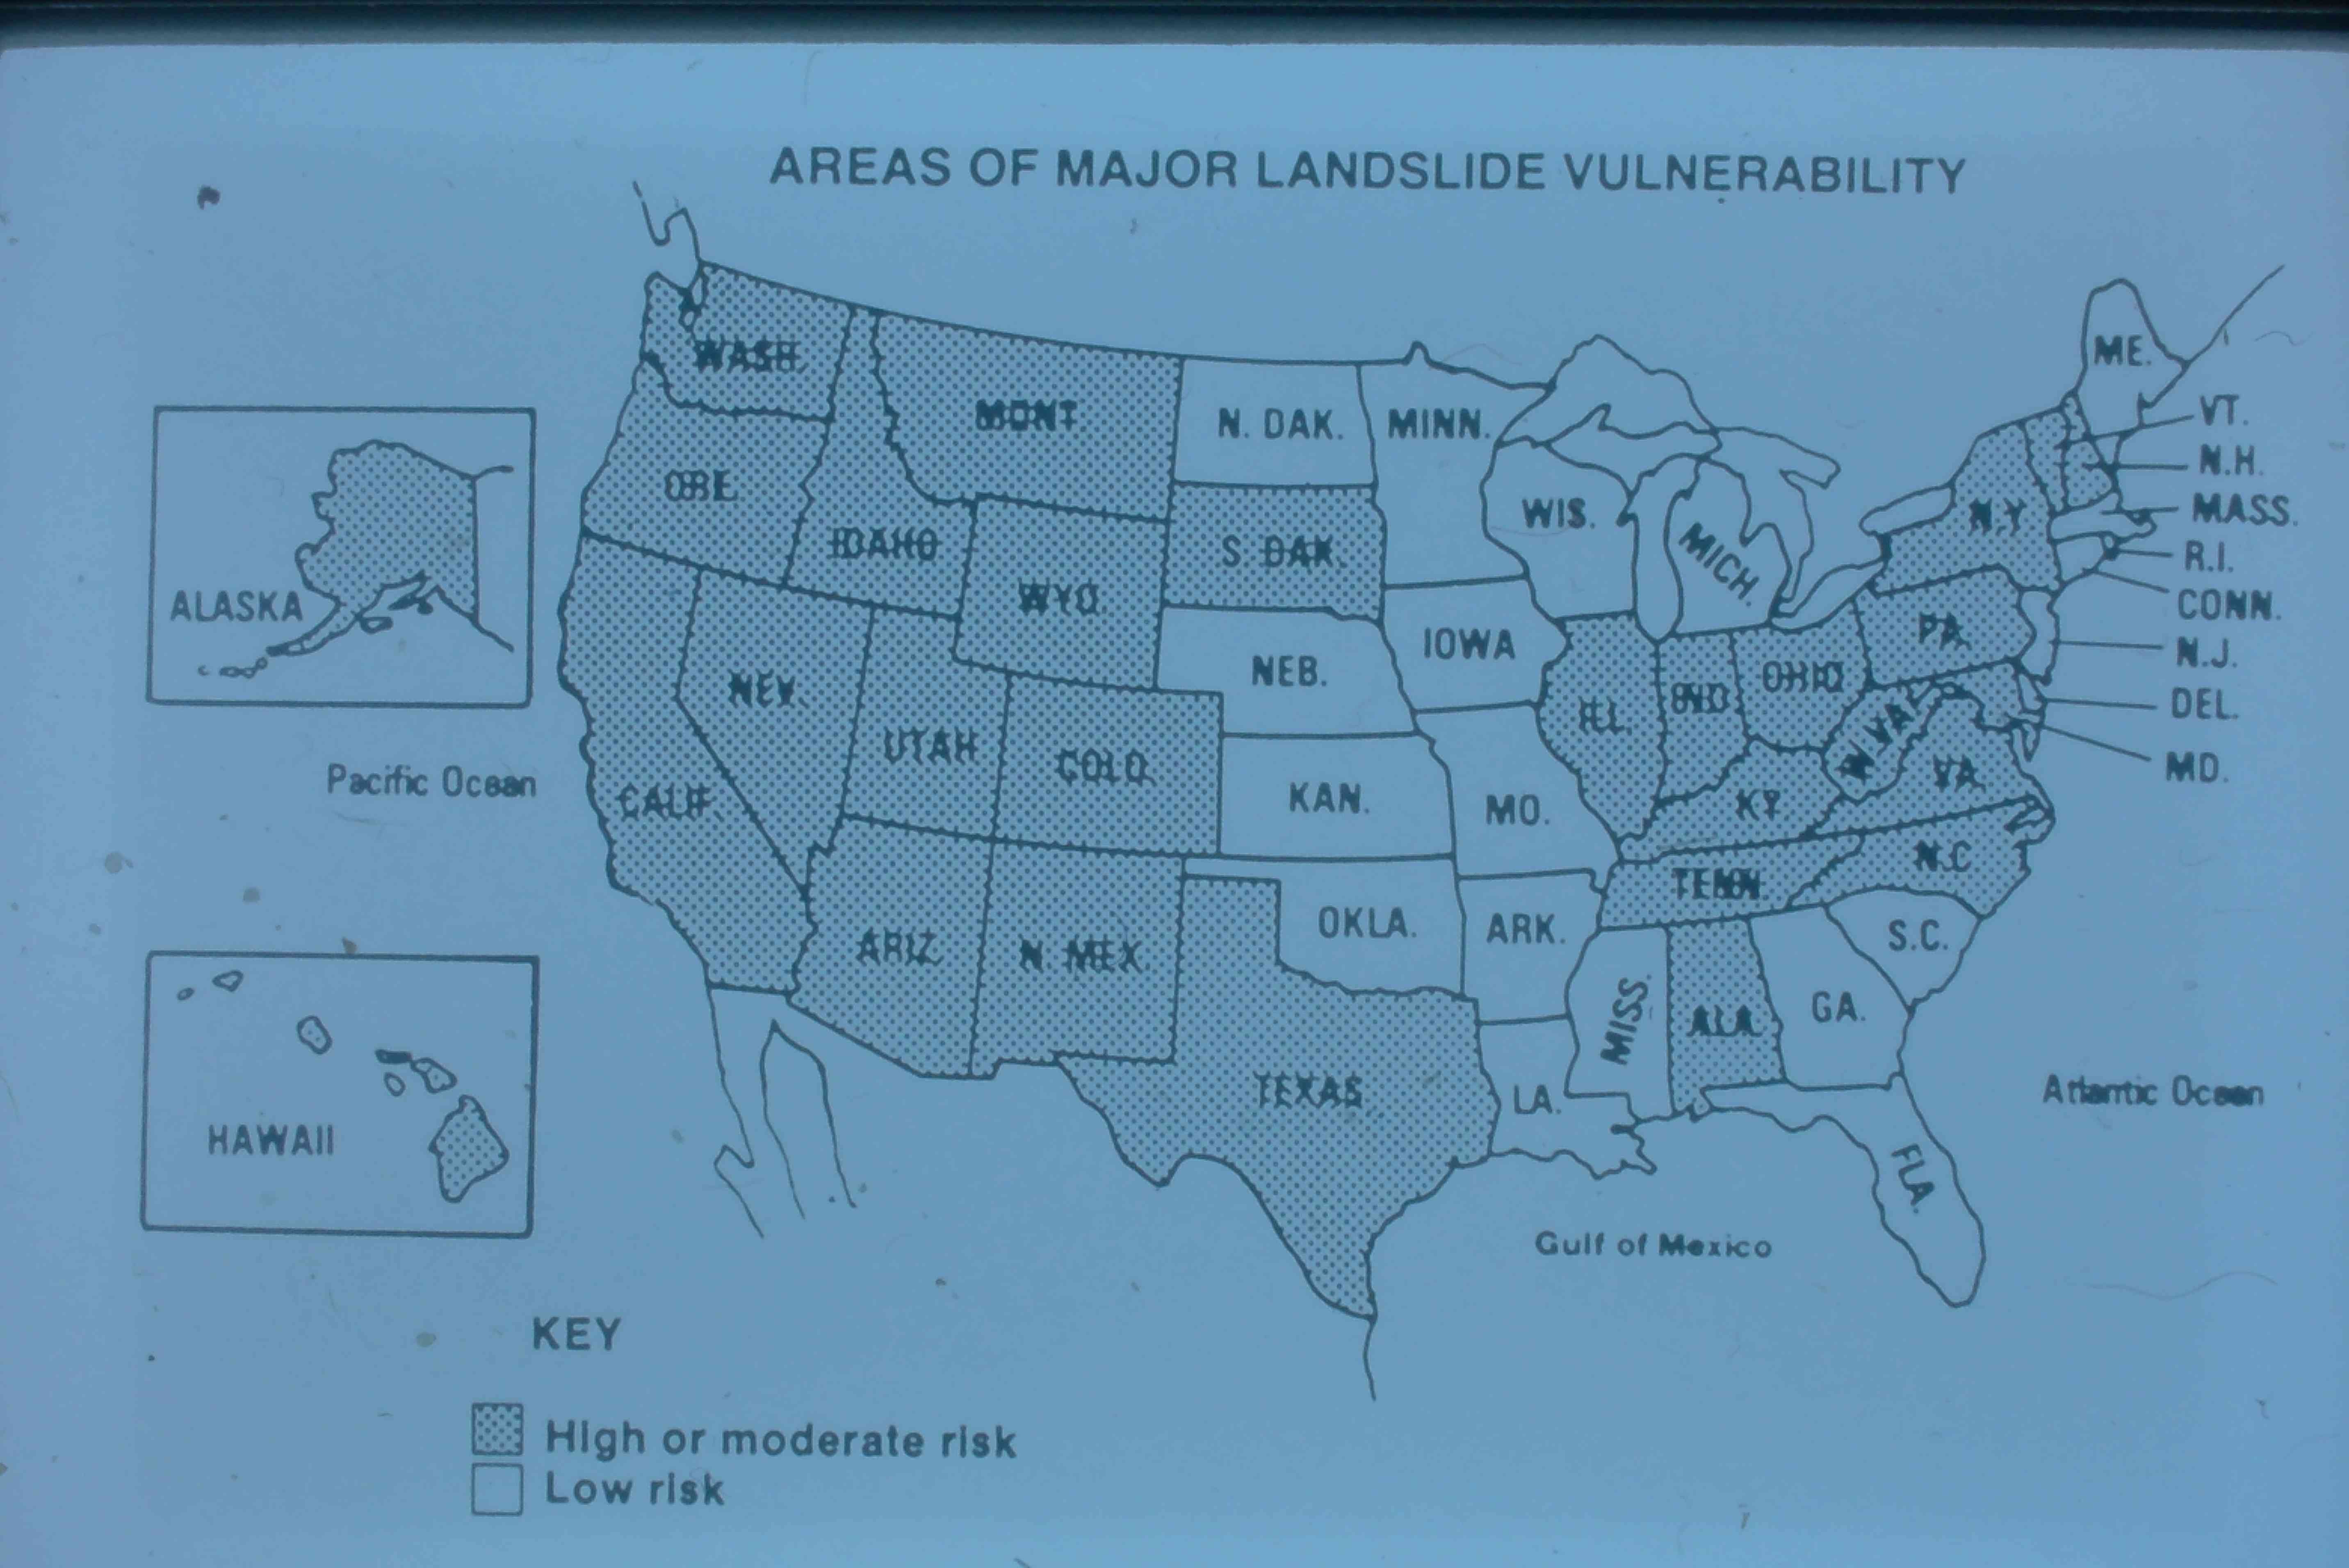 AREAS OF MAJOR LANDSLIDE VULNERABILITY
WASH.
MONT.
N. DAK.
MINN.
ME.
VT.
N.H.
MASS.
R.I.
CONN.
N.J.
DEL.
MD.
ORE.
IDAHO
WYO.
S. DAK.
WIS.
MICH.
N.Y.
NEV.
UTAH
COLO.
NEB.
IOWA
ILL.
IND.
OHIO
PA.
W. VA.
VA.
CALIF.
KAN.
MO.
KY.
N.C.
TENN.
ARIZ.
N. MEX.
OKLA.
ARK.
S.C.
TEXAS
LA.
MISS.
ALA.
GA.
FLA.
ALASKA
Pacific Ocean
HAWAII
Atlantic Ocean
Gulf of Mexico
KEY
High or moderate risk
Low risk